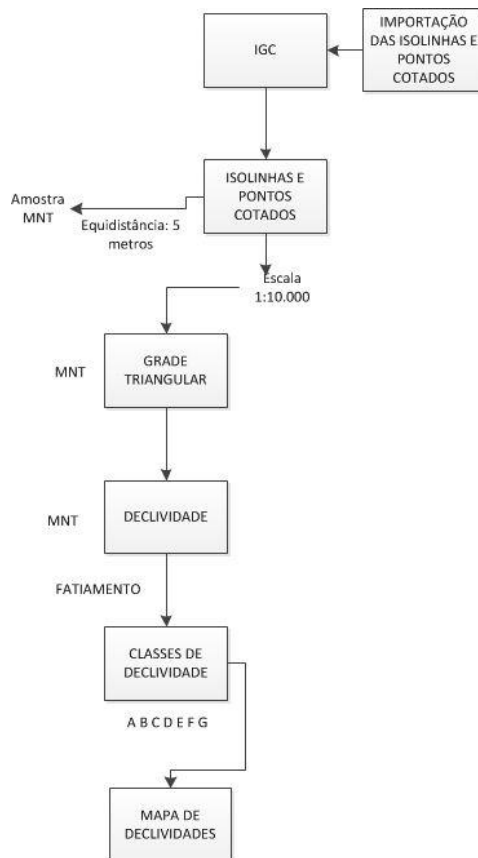 IGC
IMPORTAÇÃO
DAS ISOLINHAS E
PONTOS
COTADOS
ISOLINHAS E
PONTOS
COTADOS
Amostra
MNT
Equidistância: 5
metros
Escala
1:10.000
MNT
GRADE
TRIANGULAR
MNT
DECLIVIDADE
FATIAMENTO
CLASSES DE
DECLIVIDADE
A B C D E F G
MAPA DE
DECLIVIDADES